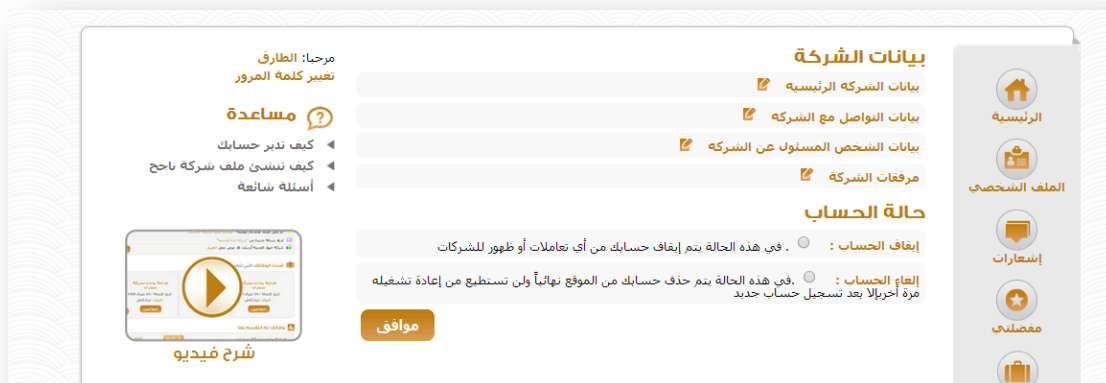 الرئيسية
الملف الشخصي
إشعارات
مفضلتي
بيانات الشركة
بيانات الشركه الرئيسيه
بيانات التواصل مع الشركه
بيانات الشخص المسئول عن الشركه
مرفقات الشركة
حالة الحساب
إيقاف الحساب : . في هذه الحالة يتم إيقاف حسابك من أي تعاملات أو ظهور للشركات
إلغاء الحساب : .في هذه الحالة يتم حذف حسابك من الموقع نهائياً ولن تستطيع من إعادة تشغيله
مرة أخريإلا بعد تسجيل حساب جديد
موافق
مرحبا: الطارق
تغيير كلمة المرور
مساعدة
كيف تدير حسابك
كيف تنشئ ملف شركة ناجح
أسئلة شائعة
شرح فيديو